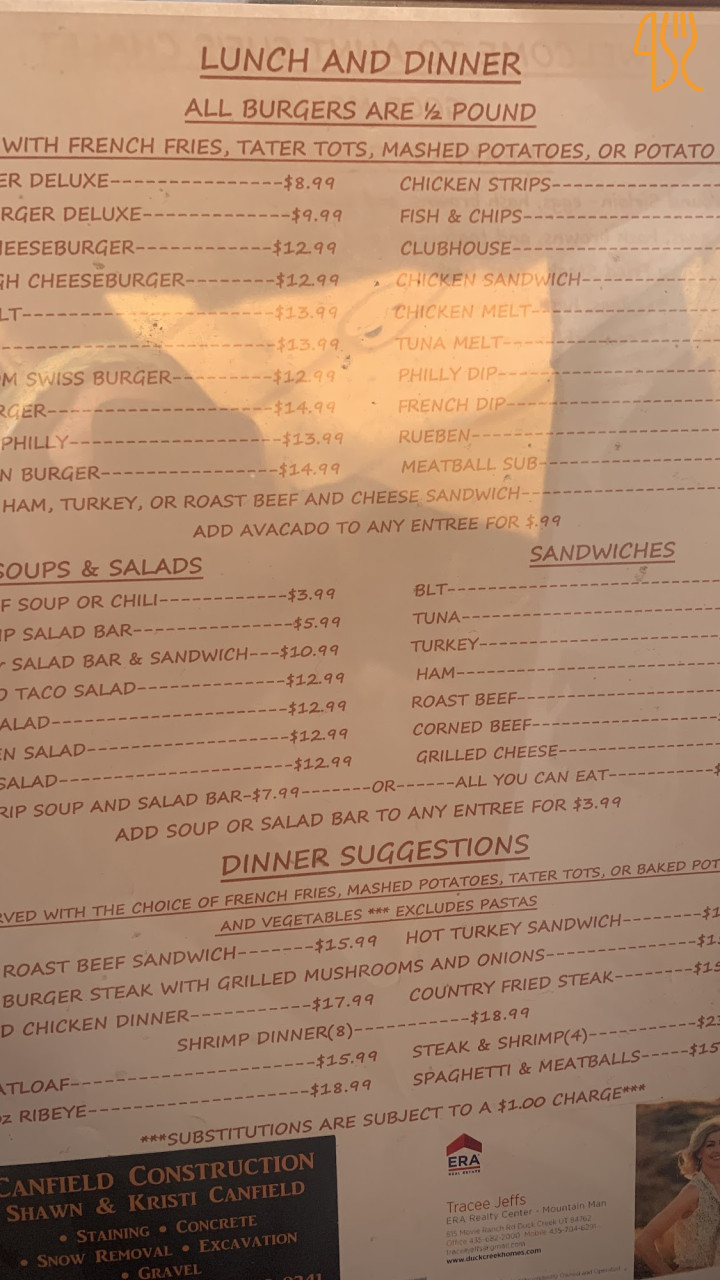 LUNCH AND DINNER
ALL BURGERS ARE ½ POUND
WITH FRENCH FRIES, TATER TOTS, MASHED POTATOES, OR POTATO
ER DELUXE-----------------$8.99 CHICKEN STRIPS----------------
RGER DELUXE--------------$9.99 FISH & CHIPS-------------------
HEESEBURGER-------------$12.99 CLUBHOUSE--------------------
GH CHEESEBURGER--------$12.99 CHICKEN SANDWICH-------------
LT-------------------------$13.99 CHICKEN MELT-----------------
---------------------------$13.99 TUNA MELT--------------------
M SWISS BURGER---------$12.99 PHILLY DIP--------------------
RGER----------------------$14.99 FRENCH DIP--------------------
PHILLY--------------------$13.99 RUEBEN-----------------------
N BURGER-----------------$14.99 MEATBALL SUB-----------------
HAM, TURKEY, OR ROAST BEEF AND CHEESE SANDWICH------------------
ADD AVACADO TO ANY ENTREE FOR $.99
SOUPS & SALADS
F SOUP OR CHILI------------$3.99
IP SALAD BAR---------------$5.99
SALAD BAR & SANDWICH---$10.99
O TACO SALAD--------------$12.99
ALAD-----------------------$12.99
EN SALAD-------------------$12.99
SALAD----------------------$12.99
SANDWICHES
BLT---------------------------
TUNA--------------------------
TURKEY------------------------
HAM---------------------------
ROAST BEEF--------------------
CORNED BEEF------------------
GRILLED CHEESE---------------
RIP SOUP AND SALAD BAR-$7.99-------OR------ALL YOU CAN EAT-----------$
ADD SOUP OR SALAD BAR TO ANY ENTREE FOR $3.99
DINNER SUGGESTIONS
RVED WITH THE CHOICE OF FRENCH FRIES, MASHED POTATOES, TATER TOTS, OR BAKED POT
AND VEGETABLES *** EXCLUDES PASTAS
ROAST BEEF SANDWICH-------$15.99 HOT TURKEY SANDWICH--------$1
BURGER STEAK WITH GRILLED MUSHROOMS AND ONIONS---------------$1
D CHICKEN DINNER-----------$17.99 COUNTRY FRIED STEAK-------$15
SHRIMP DINNER(8)-----------$18.99
ATLOAF---------------------$15.99 STEAK & SHRIMP(4)----------$2
OZ RIBEYE-------------------$18.99 SPAGHETTI & MEATBALLS-----$15
***SUBSTITUTIONS ARE SUBJECT TO A $1.00 CHARGE***
CANFIELD CONSTRUCTION
SHAWN & KRISTI CANFIELD
• STAINING • CONCRETE
• SNOW REMOVAL • EXCAVATION
• GRAVEL
ERA
REAL ESTATE
Tracee Jeffs
ERA Realty Center - Mountain Man
www.duckcreekhomes.com